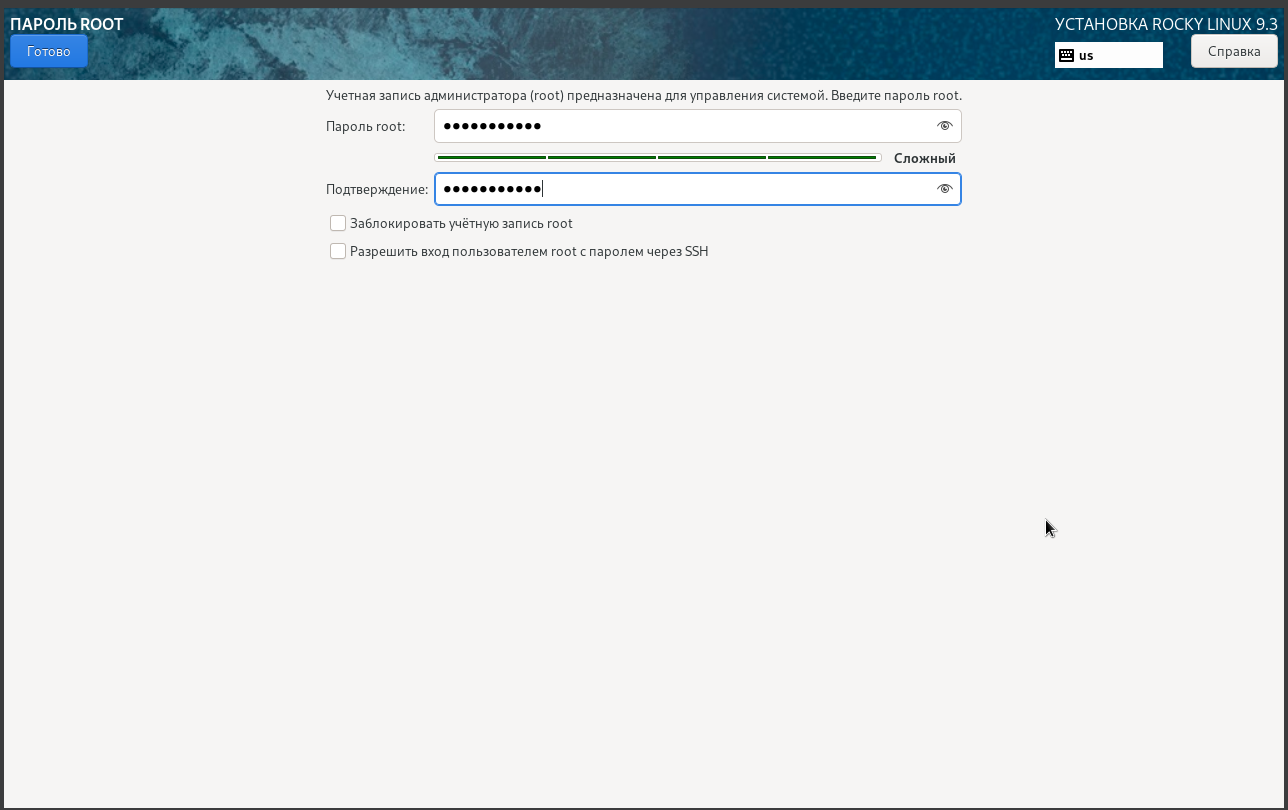 ПАРОЛЬ ROOT
УСТАНОВКА ROCKY LINUX 9.3
Готово
us
Справка
Учетная запись администратора (root) предназначена для управления системой. Введите пароль root.
Пароль root: ●●●●●●●●●●●
Сложный
Подтверждение: ●●●●●●●●●●●
Заблокировать учётную запись root
Разрешить вход пользователем root с паролем через SSH